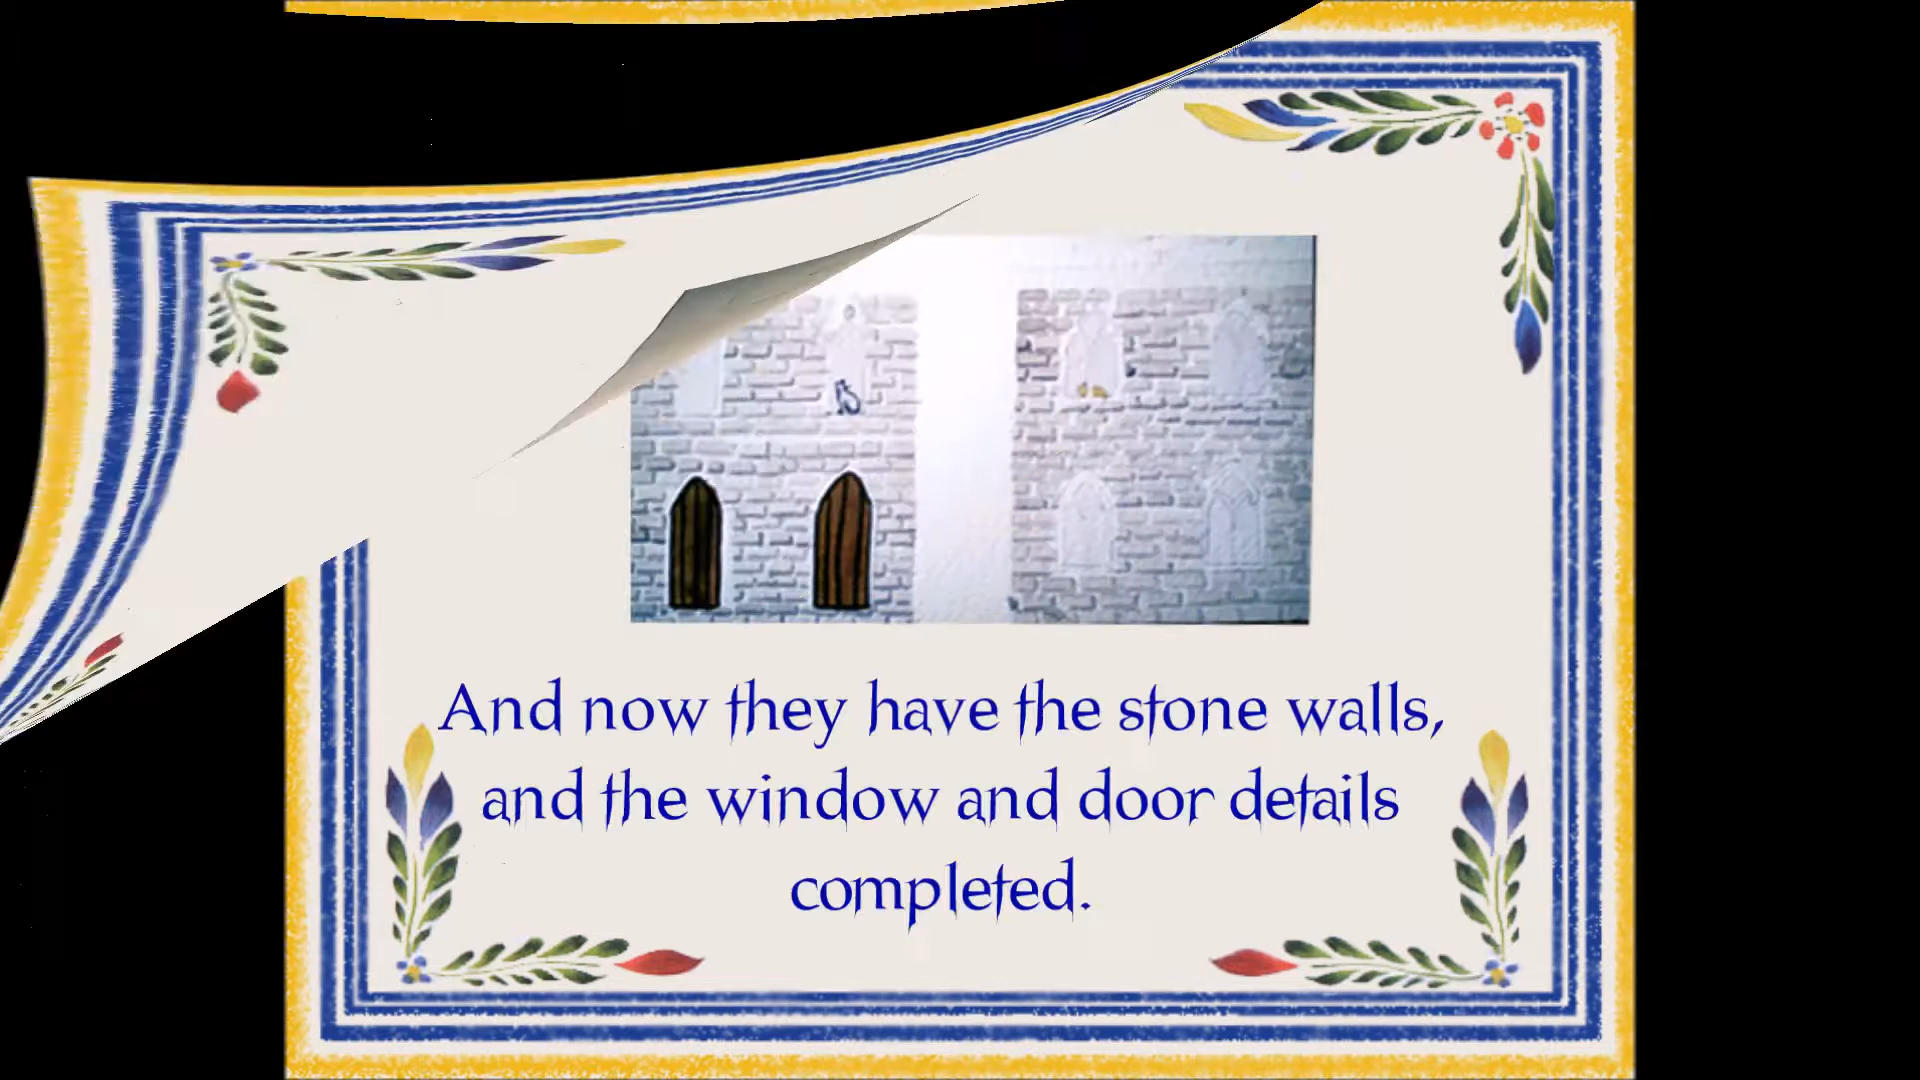 And now they have the stone walls,
and the window and door details
completed.